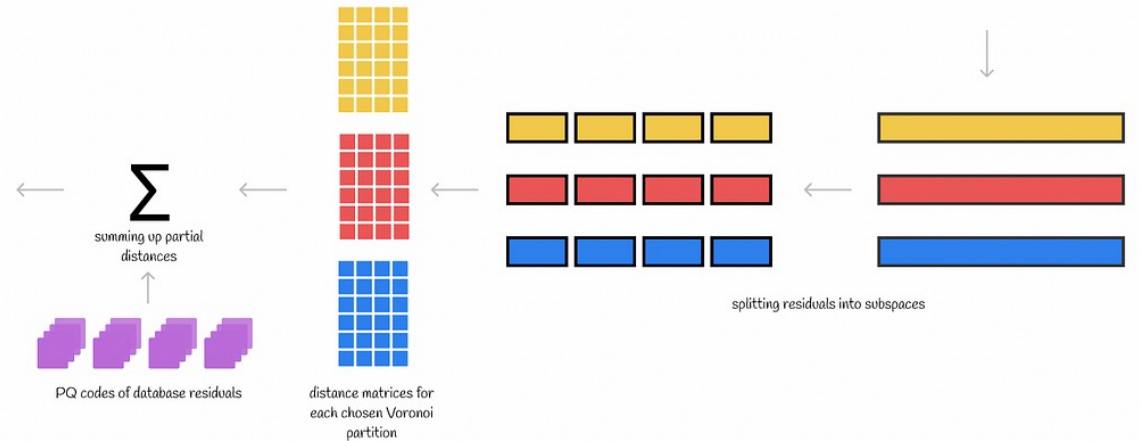 Σ
summing up partial
distances
PQ codes of database residuals
distance matrices for
each chosen Voronoi
partition
splitting residuals into subspaces